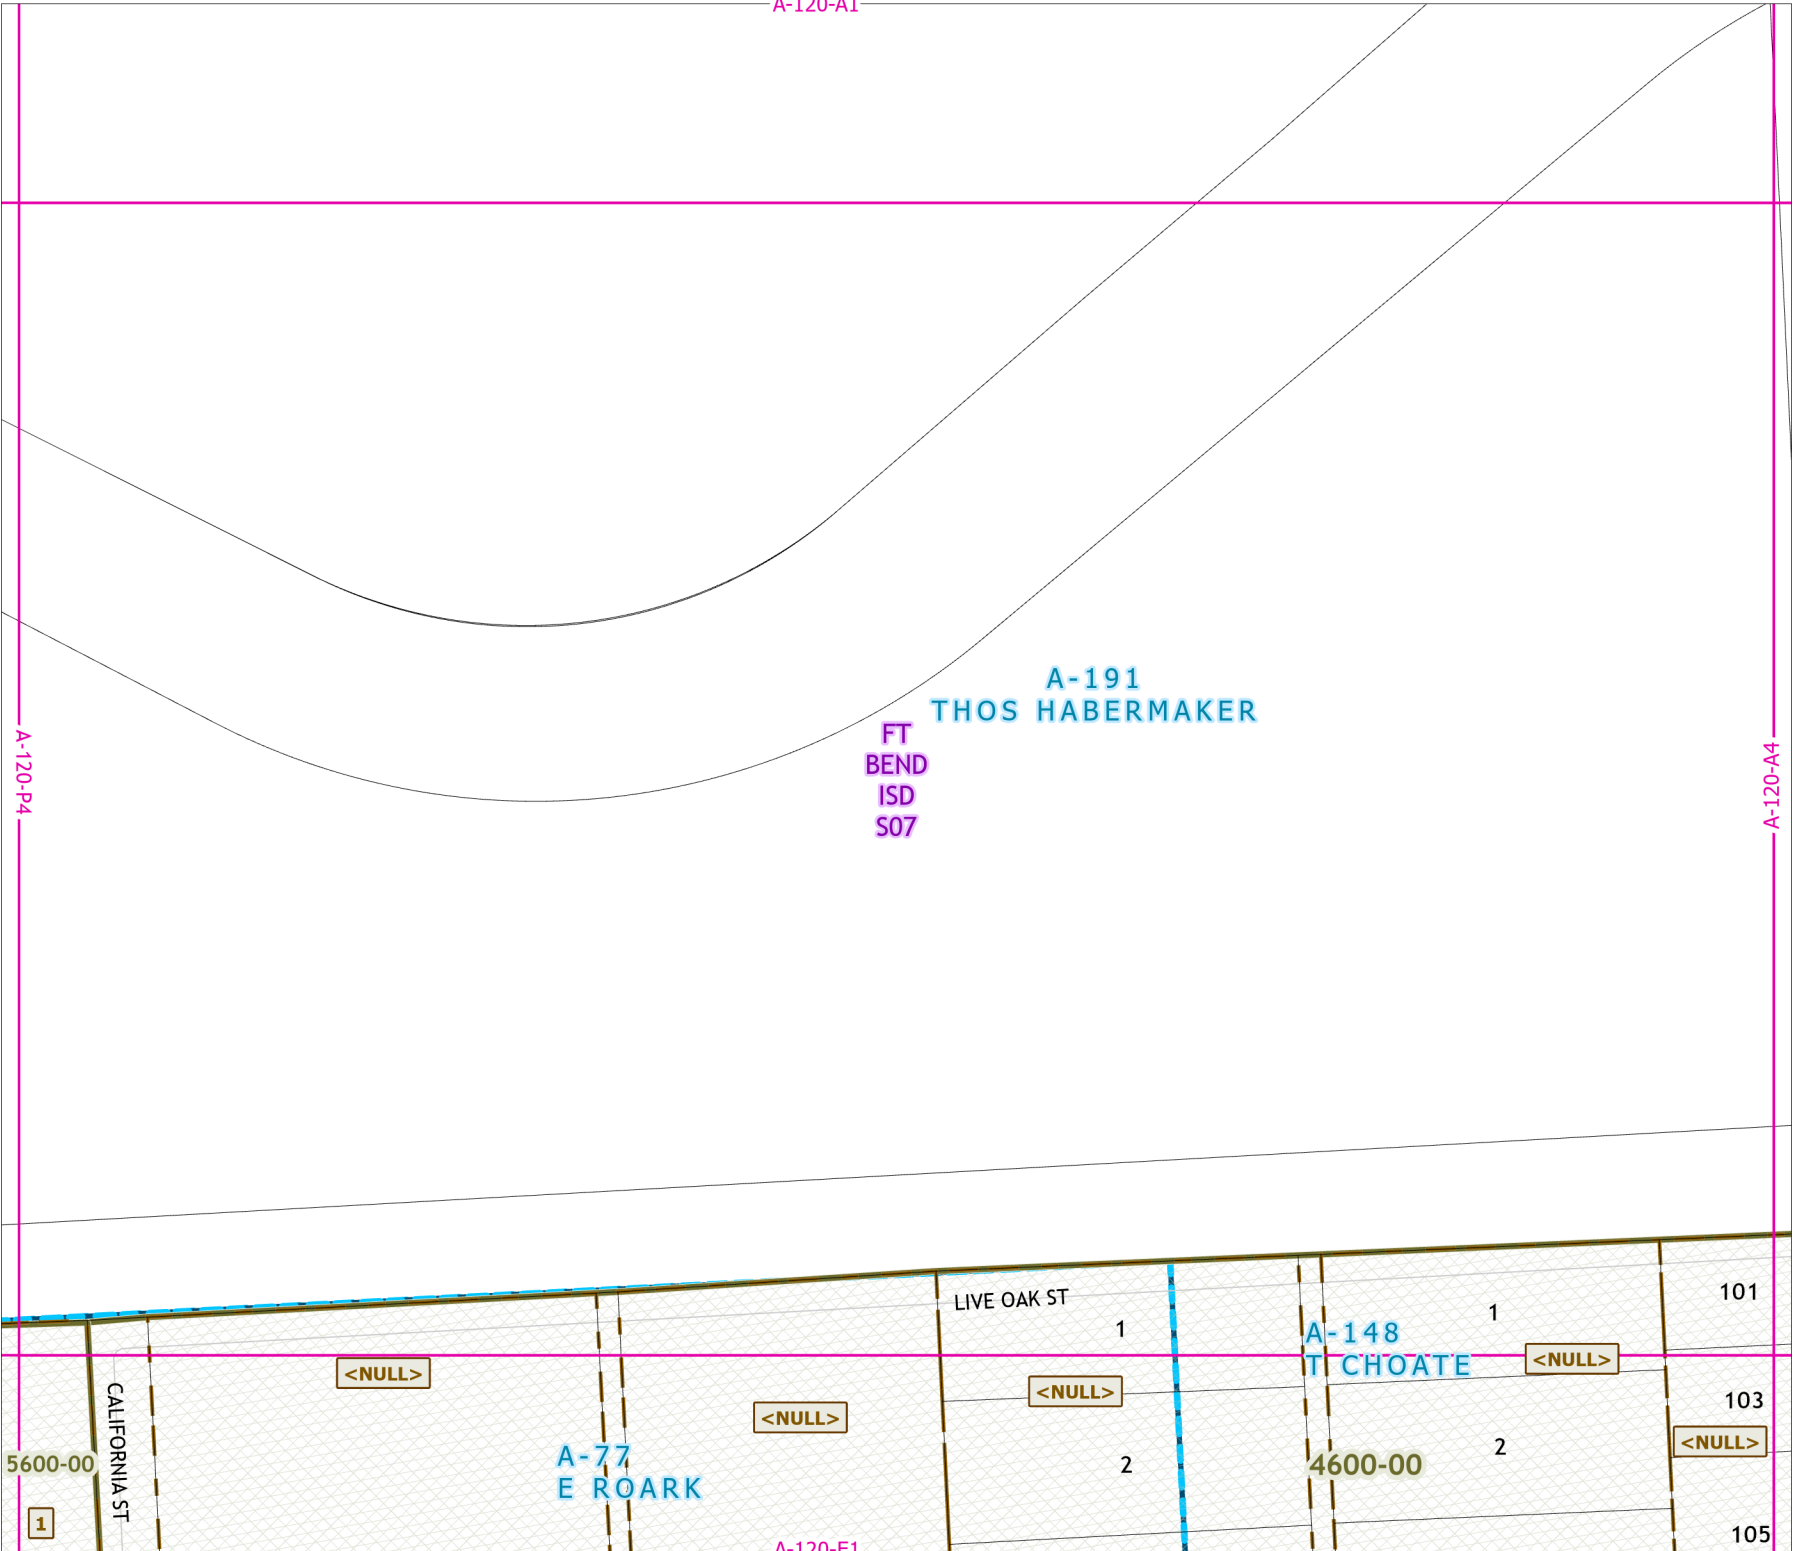 A-120-A1
A-191
THOS HABERMAKER
FT
BEND
ISD
S07
A-120-P4
A-120-A4
LIVE OAK ST
1
1
101
A-148
T CHOATE
<NULL>
<NULL>
<NULL>
<NULL>
103
<NULL>
CALIFORNIA ST
A-77
E ROARK
5600-00
2
2
4600-00
1
105
A-120-E1